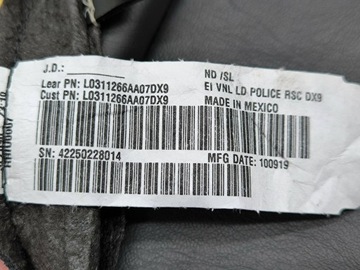 J.D.:
Lear PN: L0311266AA07DX9
Cust PN: L0311266AA07DX9
ND /SL
EI VNL LD POLICE RSC DX9
MADE IN MEXICO
SN: 42250228014
MFG DATE: 100919